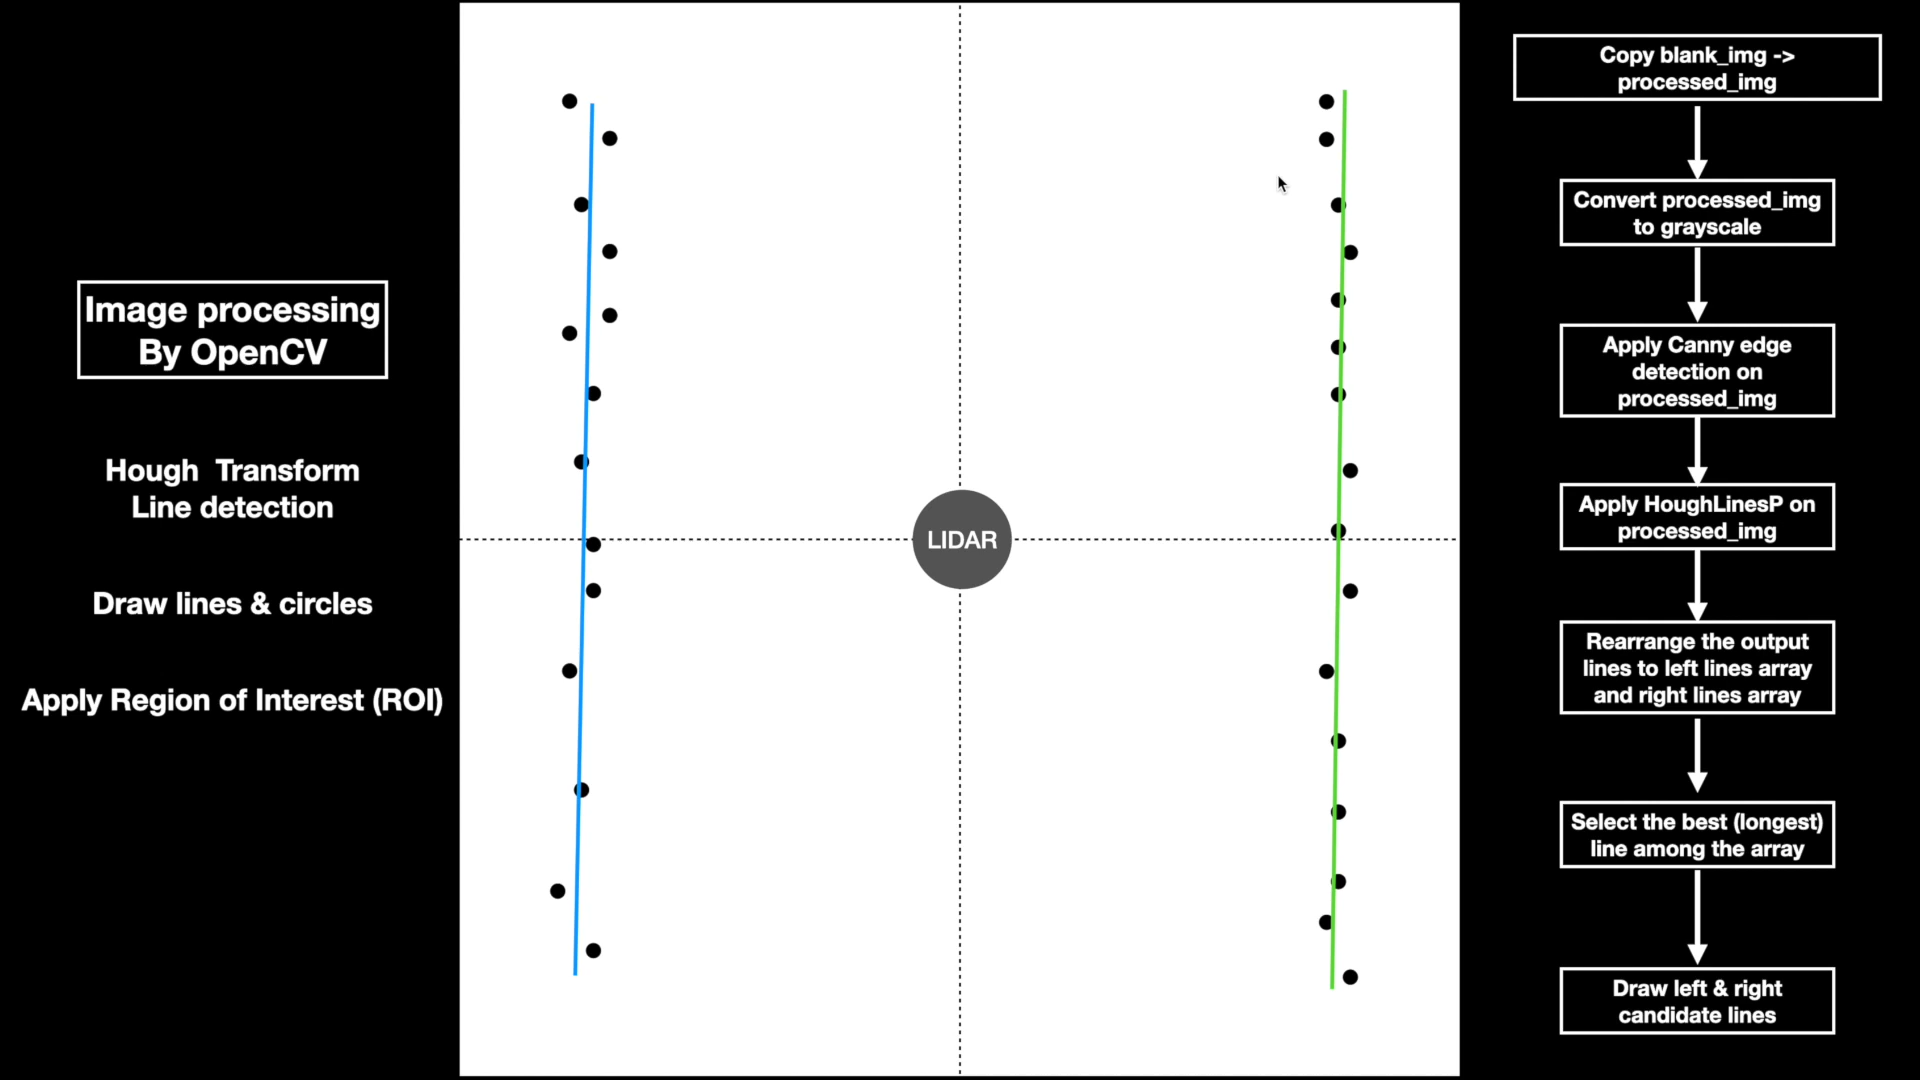 Image processing
By OpenCV
Hough  Transform
Line detection
Draw lines & circles
Apply Region of Interest (ROI)
LIDAR
Copy blank_img ->
processed_img
Convert processed_img
to grayscale
Apply Canny edge
detection on
processed_img
Apply HoughLinesP on
processed_img
Rearrange the output
lines to left lines array
and right lines array
Select the best (longest)
line among the array
Draw left & right
candidate lines